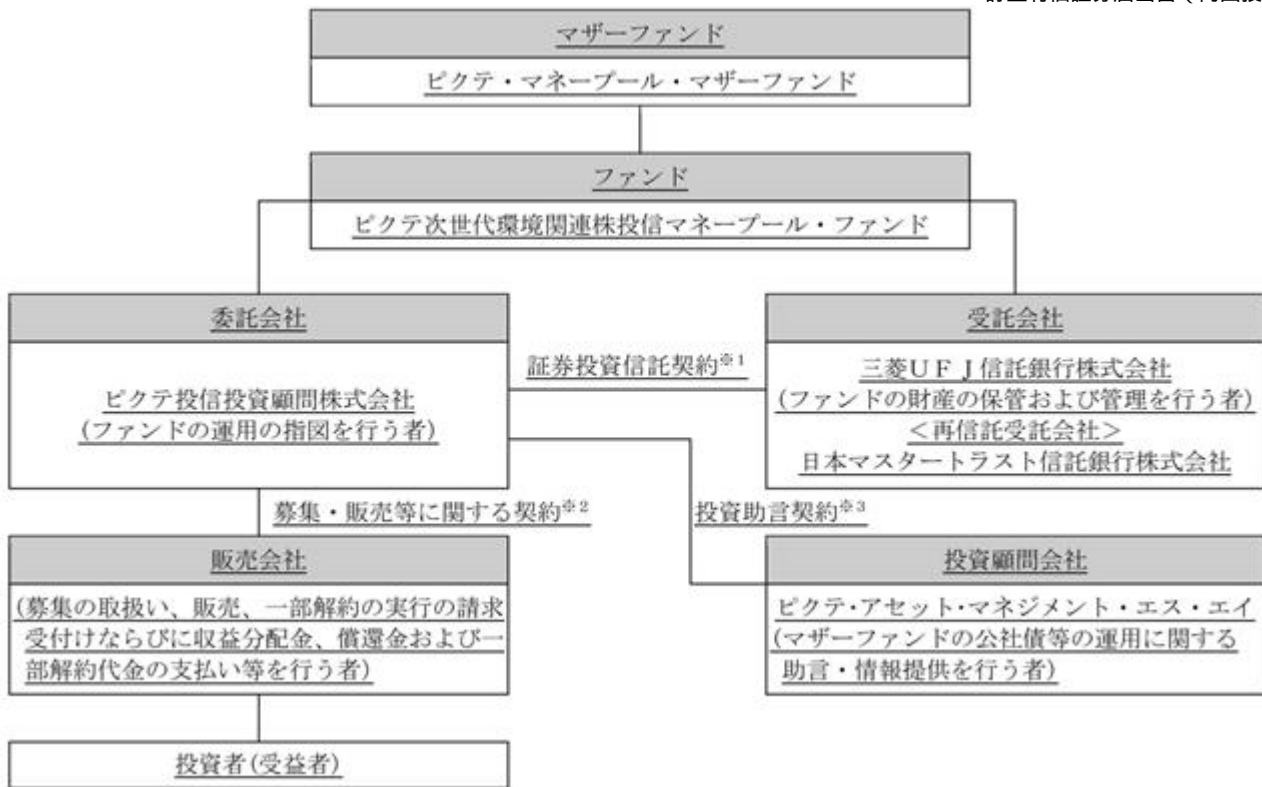 マザーファンド
ピクテ・マネープール・マザーファンド
ファンド
ピクテ次世代環境関連株投信マネープール・ファンド
委託会社
ピクテ投信投資顧問株式会社
(ファンドの運用の指図を行う者)
証券投資信託契約※1
受託会社
三菱UFJ信託銀行株式会社
(ファンドの財産の保管および管理を行う者)
<再信託受託会社>
日本マスタートラスト信託銀行株式会社
募集・販売等に関する契約※2
投資助言契約※3
販売会社
(募集の取扱い、販売、一部解約の実行の請求
受付けならびに収益分配金、償還金および一
部解約代金の支払い等を行う者)
投資顧問会社
ピクテ・アセット・マネジメント・エス・エイ
(マザーファンドの公社債等の運用に関する
助言・情報提供を行う者)
投資者(受益者)